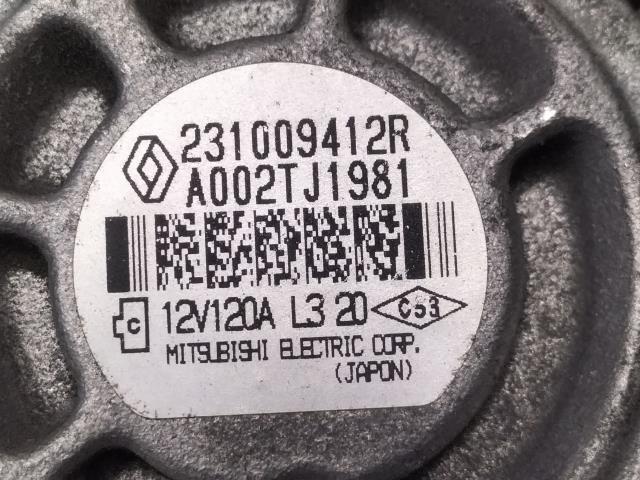 231009412R
A002TJ1981
C 12V120A L3 20 C53
MITSUBISHI ELECTRIC CORP.
(JAPON)